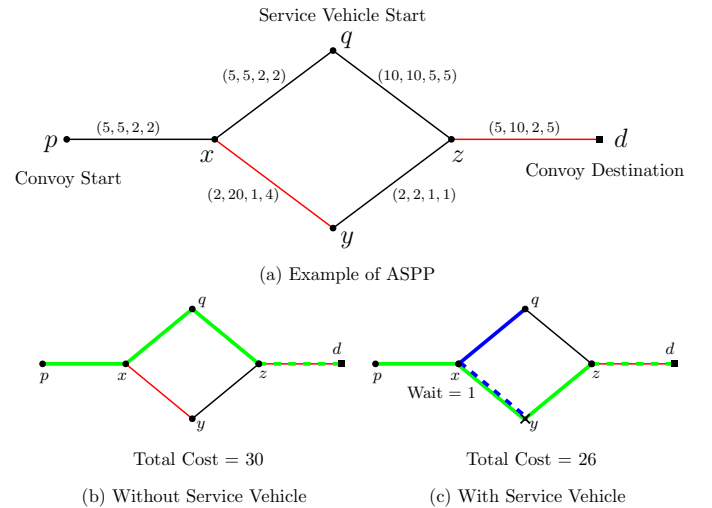 Service Vehicle Start
q
(5, 5, 2, 2)
(10, 10, 5, 5)
(5, 5, 2, 2)
(5, 10, 2, 5)
p
x
z
d
Convoy Start
Convoy Destination
(2, 20, 1, 4)
(2, 2, 1, 1)
y
(a) Example of ASPP
q
d
p
x
z
y
Total Cost = 30
(b) Without Service Vehicle
q
d
p
x
z
Wait = 1
y
Total Cost = 26
(c) With Service Vehicle